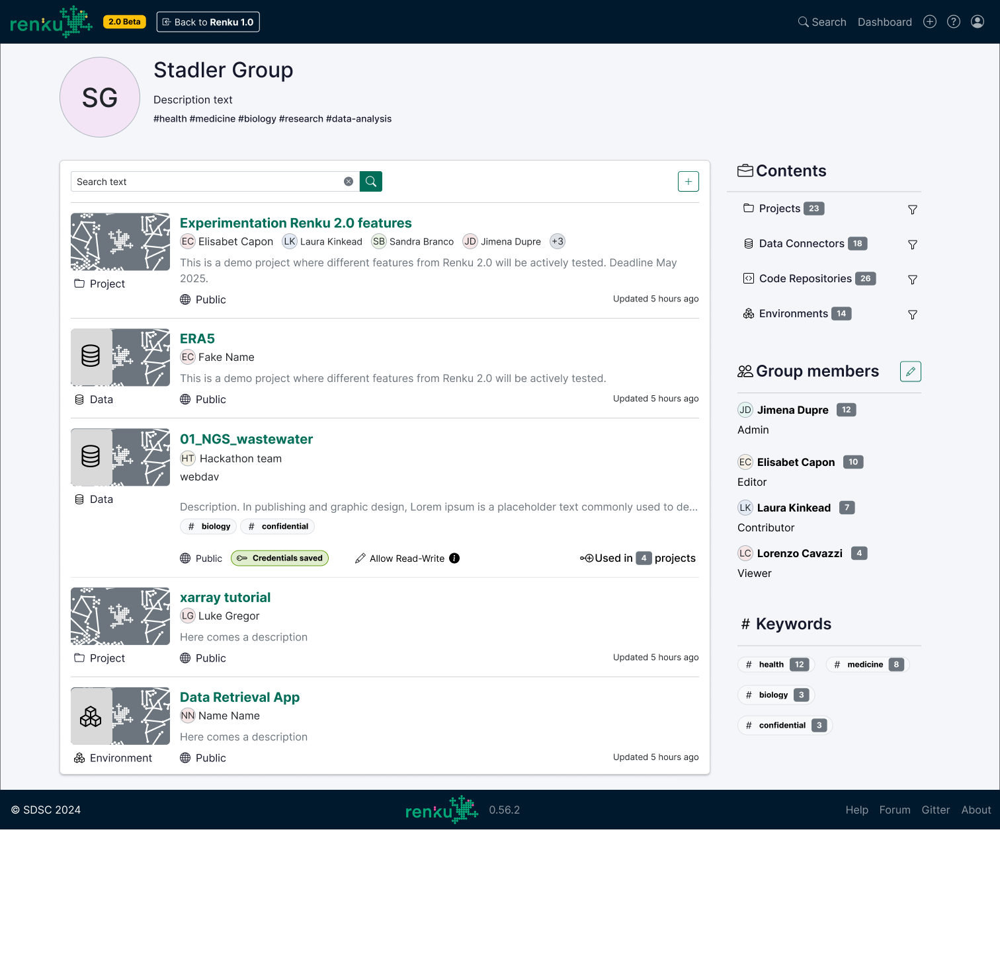 renku
2.0 Beta
Back to Renku 1.0
Search
Dashboard
SG
Stadler Group
Description text
#health #medicine #biology #research #data-analysis
Search text
Experimentation Renku 2.0 features
EC Elisabet Capon LK Laura Kinkead SB Sandra Branco JD Jimena Dupre +3
This is a demo project where different features from Renku 2.0 will be actively tested. Deadline May
2025.
Project
Public
Updated 5 hours ago
ERA5
EC Fake Name
This is a demo project where different features from Renku 2.0 will be actively tested.
Data
Public
Updated 5 hours ago
01_NGS_wastewater
HT Hackathon team
webdav
Data
Description. In publishing and graphic design, Lorem ipsum is a placeholder text commonly used to de...
# biology # confidential
Public
Credentials saved
Allow Read-Write
Used in 4 projects
xarray tutorial
LG Luke Gregor
Here comes a description
Project
Public
Updated 5 hours ago
Data Retrieval App
NN Name Name
Here comes a description
Environment
Public
Updated 5 hours ago
Contents
Projects 23
Data Connectors 18
Code Repositories 26
Environments 14
Group members
JD Jimena Dupre 12
Admin
EC Elisabet Capon 10
Editor
LK Laura Kinkead 7
Contributor
LC Lorenzo Cavazzi 4
Viewer
# Keywords
# health 12 # medicine 8
# biology 3
# confidential 3
© SDSC 2024
renku
0.56.2
Help Forum Gitter About